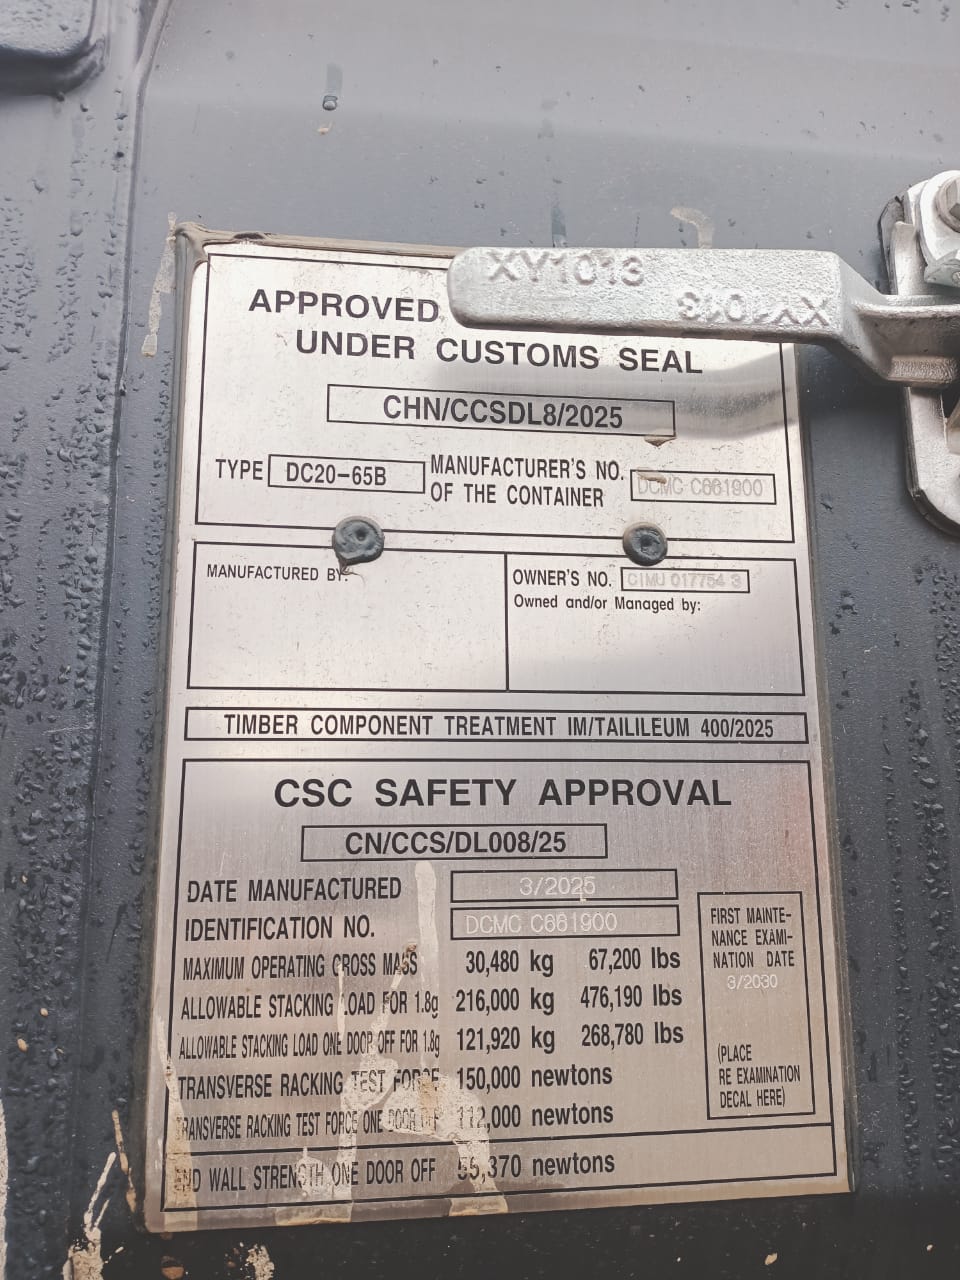 XY1013
XY1013
APPROVED
UNDER CUSTOMS SEAL
CHN/CCSDL8/2025
TYPE DC20-65B
MANUFACTURER'S NO.
OF THE CONTAINER
DCMC C661900
MANUFACTURED BY:
OWNER'S NO. CIMU 017754 3
Owned and/or Managed by:
TIMBER COMPONENT TREATMENT IM/TAILILEUM 400/2025
CSC SAFETY APPROVAL
CN/CCS/DL008/25
DATE MANUFACTURED 3/2025
IDENTIFICATION NO. DCMC C661900
MAXIMUM OPERATING GROSS MASS 30,480 kg 67,200 lbs
ALLOWABLE STACKING LOAD FOR 1.8g 216,000 kg 476,190 lbs
ALLOWABLE STACKING LOAD ONE DOOR OFF FOR 1.8g 121,920 kg 268,780 lbs
TRANSVERSE RACKING TEST FORCE 150,000 newtons
TRANSVERSE RACKING TEST FORCE ONE DOOR OFF 112,000 newtons
END WALL STRENGTH ONE DOOR OFF 55,370 newtons
FIRST MAINTE-
NANCE EXAMI-
NATION DATE
3/2030
(PLACE
RE EXAMINATION
DECAL HERE)